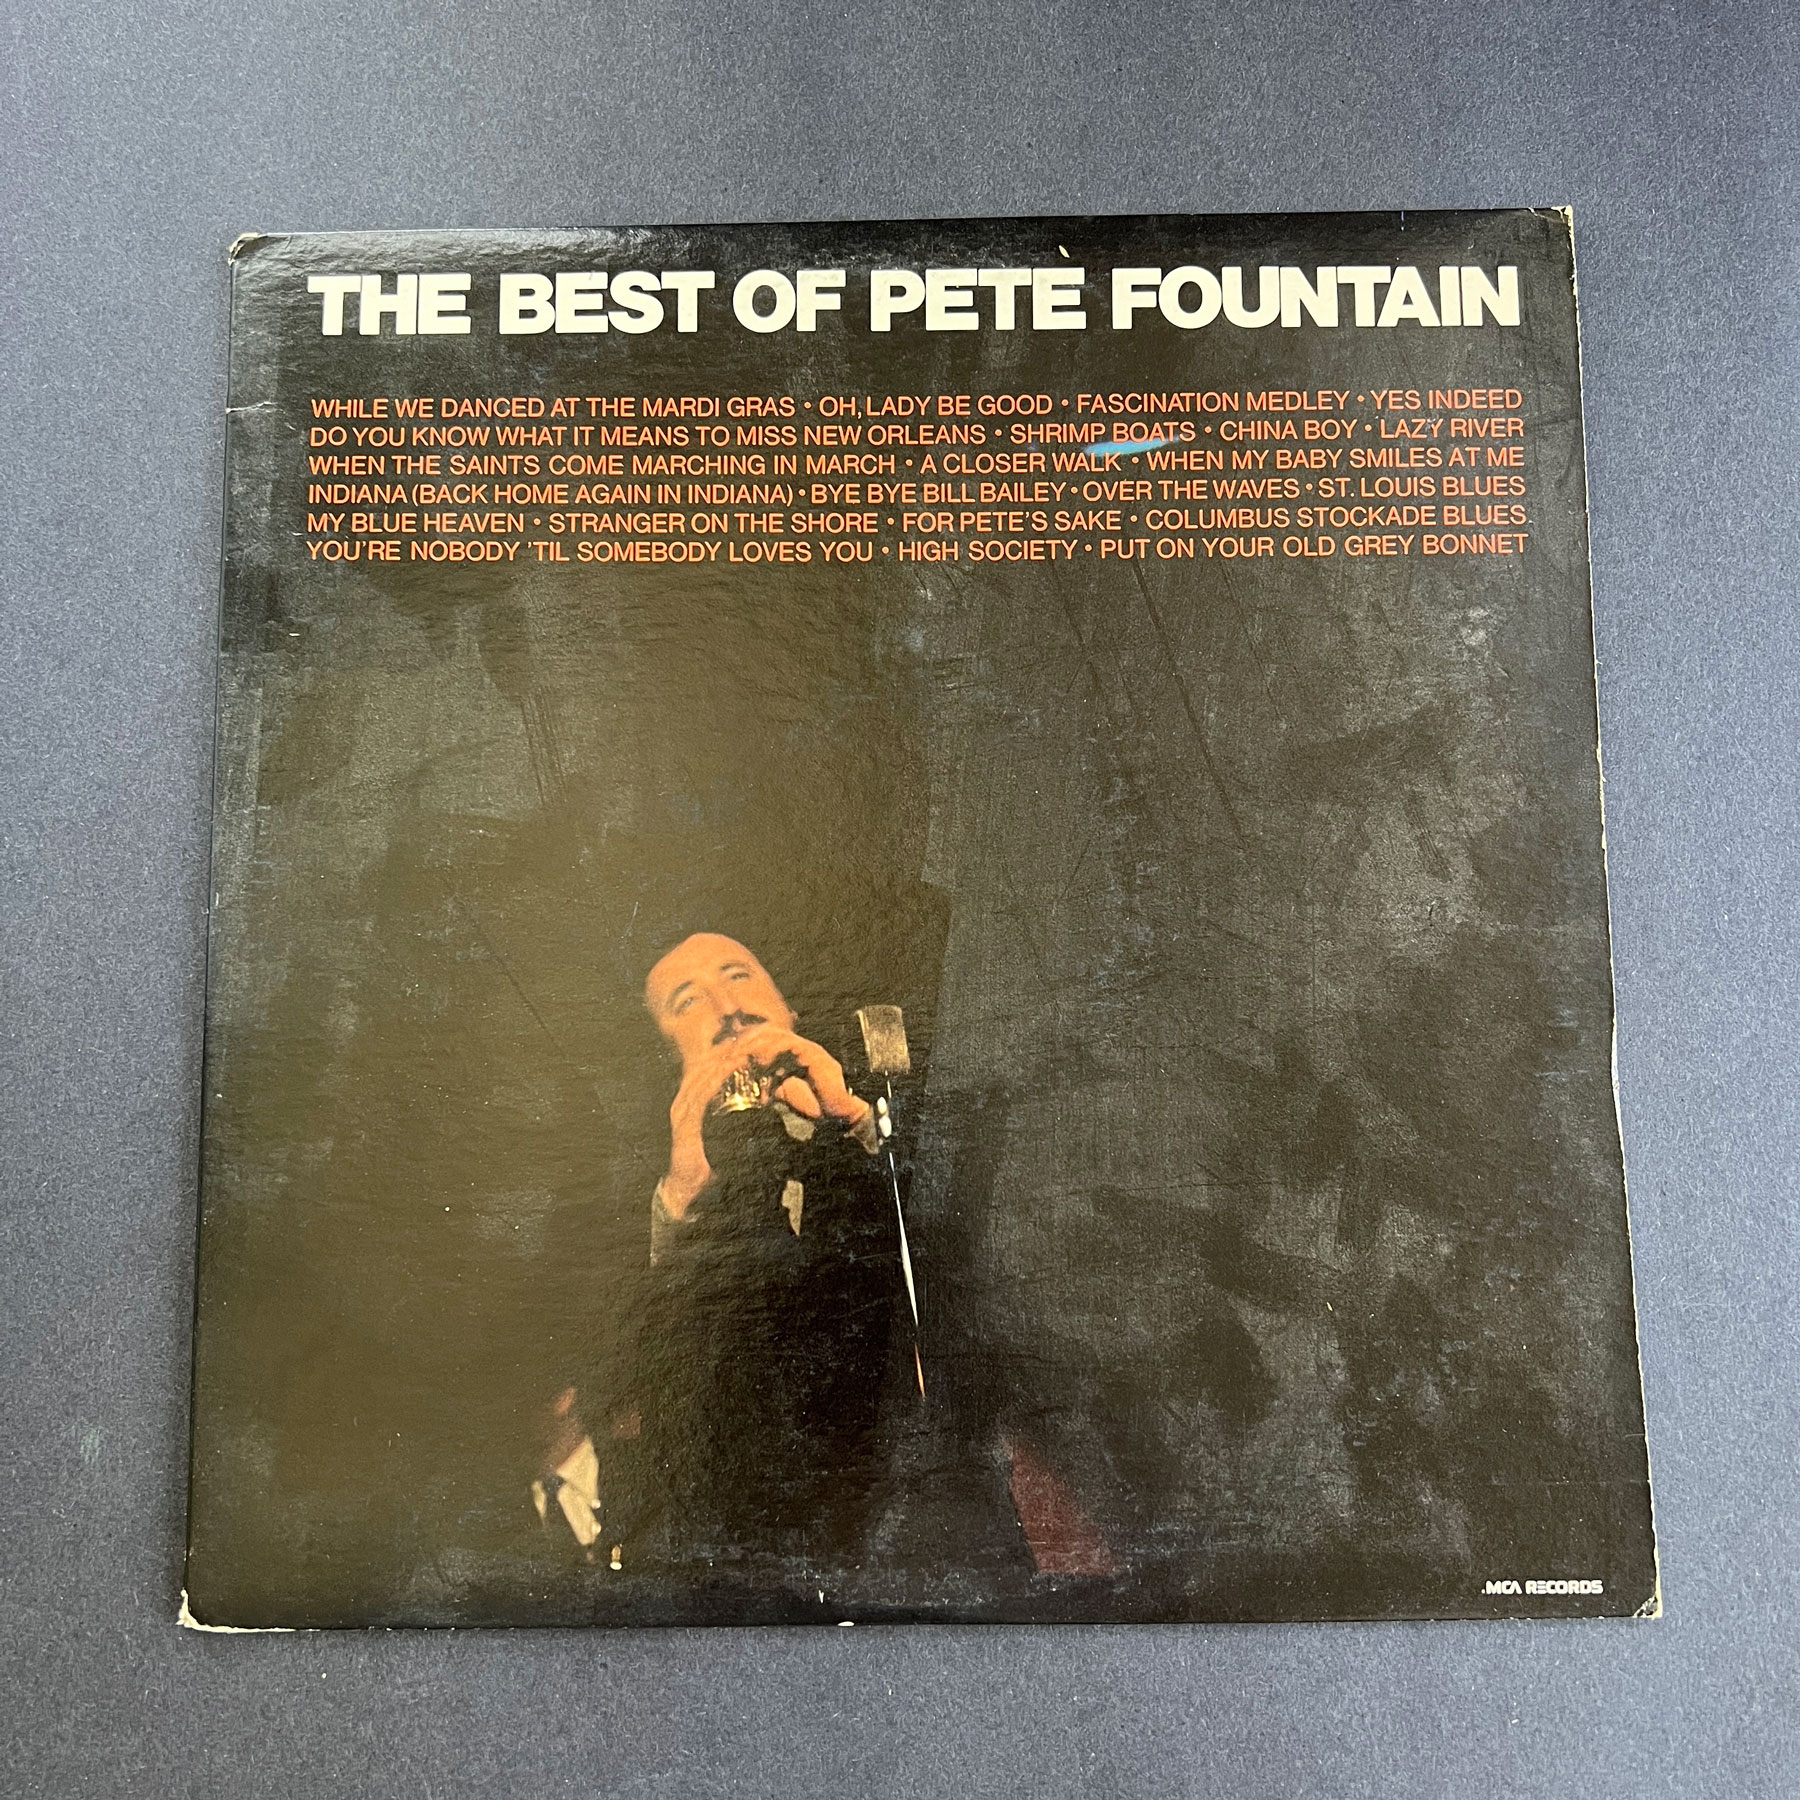 THE BEST OF PETE FOUNTAIN
WHILE WE DANCED AT THE MARDI GRAS • OH, LADY BE GOOD • FASCINATION MEDLEY • YES INDEED
DO YOU KNOW WHAT IT MEANS TO MISS NEW ORLEANS • SHRIMP BOATS • CHINA BOY • LAZY RIVER
WHEN THE SAINTS COME MARCHING IN MARCH • A CLOSER WALK • WHEN MY BABY SMILES AT ME
INDIANA (BACK HOME AGAIN IN INDIANA) • BYE BYE BILL BAILEY • OVER THE WAVES • ST. LOUIS BLUES
MY BLUE HEAVEN • STRANGER ON THE SHORE • FOR PETE'S SAKE • COLUMBUS STOCKADE BLUES
YOU'RE NOBODY 'TIL SOMEBODY LOVES YOU • HIGH SOCIETY • PUT ON YOUR OLD GREY BONNET
.MCA RECORDS